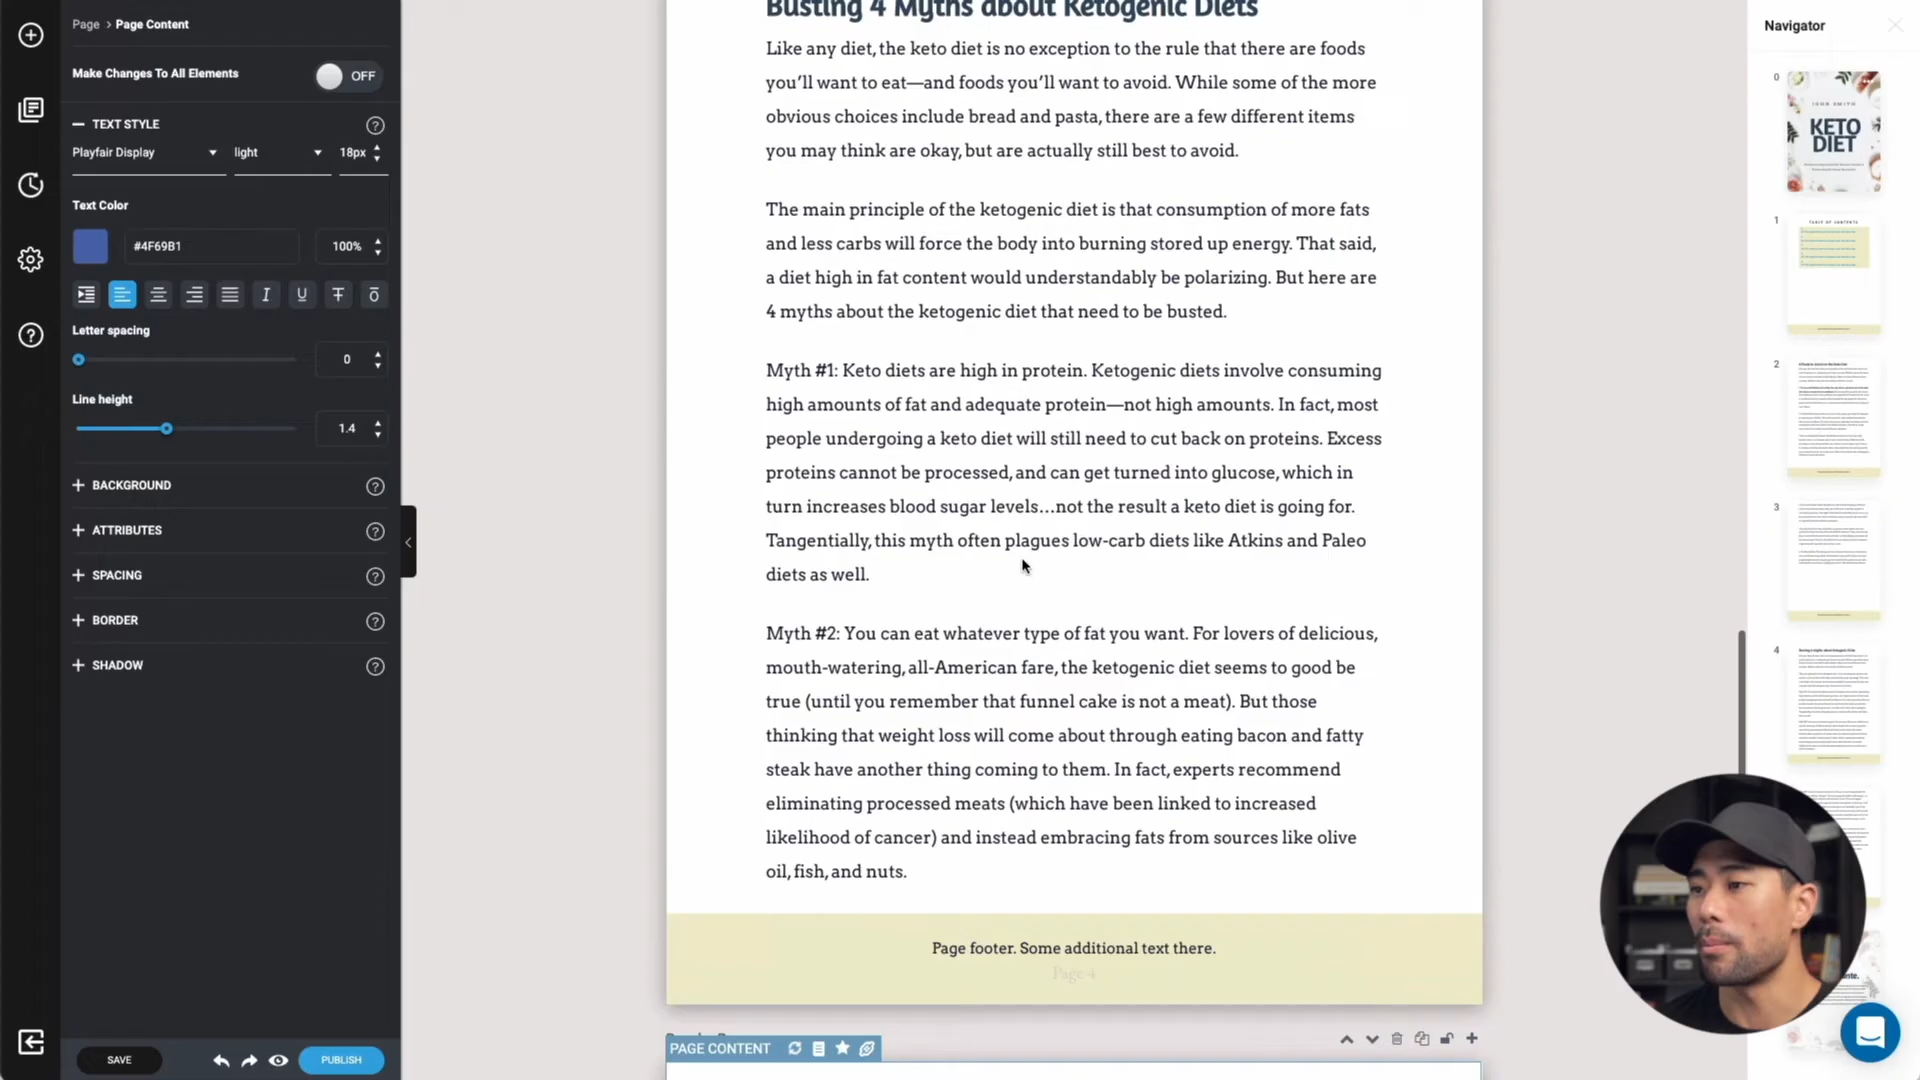 Page > Page Content
Make Changes To All Elements
OFF
TEXT STYLE
Playfair Display
light
18px
Text Color
#4F69B1
100%
Letter spacing
0
Line height
1.4
BACKGROUND
ATTRIBUTES
SPACING
BORDER
SHADOW
SAVE
PUBLISH
Busting 4 Myths about Ketogenic Diets
Like any diet, the keto diet is no exception to the rule that there are foods
you’ll want to eat—and foods you’ll want to avoid. While some of the more
obvious choices include bread and pasta, there are a few different items
you may think are okay, but are actually still best to avoid.
The main principle of the ketogenic diet is that consumption of more fats
and less carbs will force the body into burning stored up energy. That said,
a diet high in fat content would understandably be polarizing. But here are
4 myths about the ketogenic diet that need to be busted.
Myth #1: Keto diets are high in protein. Ketogenic diets involve consuming
high amounts of fat and adequate protein—not high amounts. In fact, most
people undergoing a keto diet will still need to cut back on proteins. Excess
proteins cannot be processed, and can get turned into glucose, which in
turn increases blood sugar levels…not the result a keto diet is going for.
Tangentially, this myth often plagues low-carb diets like Atkins and Paleo
diets as well.
Myth #2: You can eat whatever type of fat you want. For lovers of delicious,
mouth-watering, all-American fare, the ketogenic diet seems to good be
true (until you remember that funnel cake is not a meat). But those
thinking that weight loss will come about through eating bacon and fatty
steak have another thing coming to them. In fact, experts recommend
eliminating processed meats (which have been linked to increased
likelihood of cancer) and instead embracing fats from sources like olive
oil, fish, and nuts.
Page footer. Some additional text there.
Page 4
PAGE CONTENT
Navigator
0
JOHN SMITH
KETO
DIET
1
TABLE OF CONTENTS
2
3
4